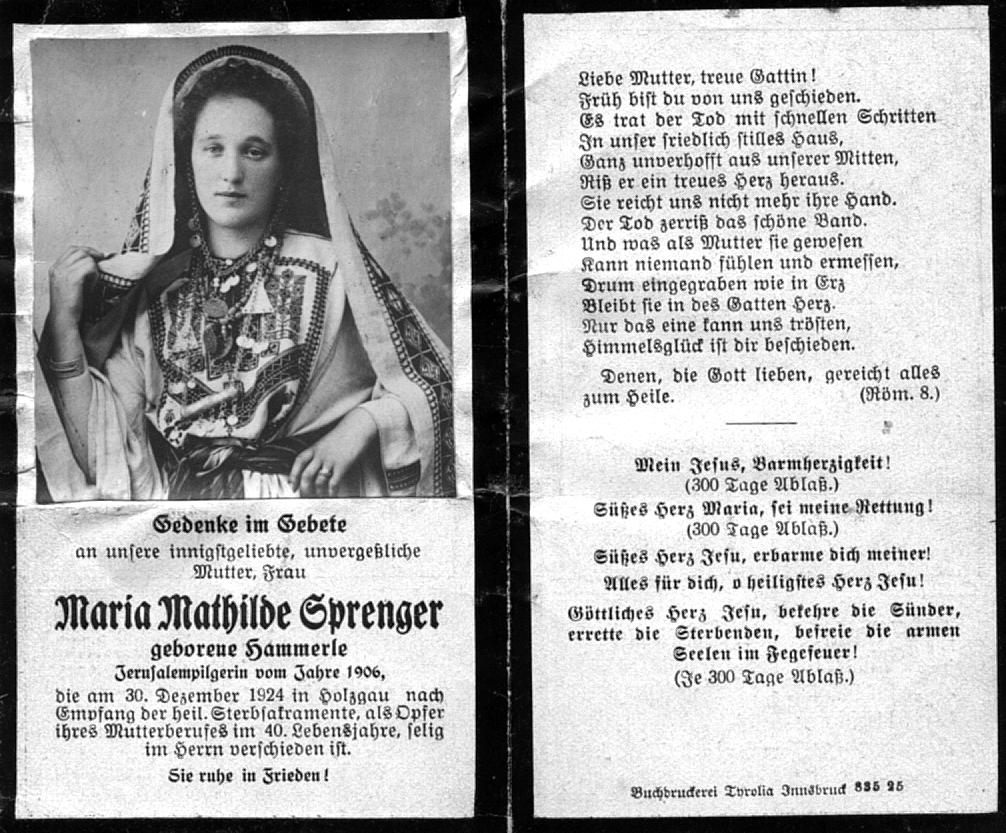 Gedenke im Gebete
an unsere innigstgeliebte, unvergeßliche
Mutter, Frau
Maria Mathilde Sprenger
geborene Hammerle
Jerusalempilgerin vom Jahre 1906,
die am 30. Dezember 1924 in Holzgau nach
Empfang der heil. Sterbsakramente, als Opfer
ihres Mutterberufes im 40. Lebensjahre, selig
im Herrn verschieden ist.
Sie ruhe in Frieden!
Liebe Mutter, treue Gattin!
Früh bist du von uns geschieden.
Es trat der Tod mit schnellen Schritten
In unser friedlich stilles Haus,
Ganz unverhofft aus unserer Mitten,
Riß er ein treues Herz heraus.
Sie reicht uns nicht mehr ihre Hand.
Der Tod zerriß das schöne Band.
Und was als Mutter sie gewesen
Kann niemand fühlen und ermessen,
Drum eingegraben wie in Erz
Bleibt sie in des Gatten Herz.
Nur das eine kann uns trösten,
Himmelsglück ist dir beschieden.
Denen, die Gott lieben, gereicht alles
zum Heile. (Röm. 8.)
Mein Jesus, Barmherzigkeit!
(300 Tage Ablaß.)
Süßes Herz Maria, sei meine Rettung!
(300 Tage Ablaß.)
Süßes Herz Jesu, erbarme dich meiner!
Alles für dich, o heiligstes Herz Jesu!
Göttliches Herz Jesu, bekehre die Sünder,
errette die Sterbenden, befreie die armen
Seelen im Fegefeuer!
(Je 300 Tage Ablaß.)
Buchdruckerei Tyrolia Innsbruck 835 25